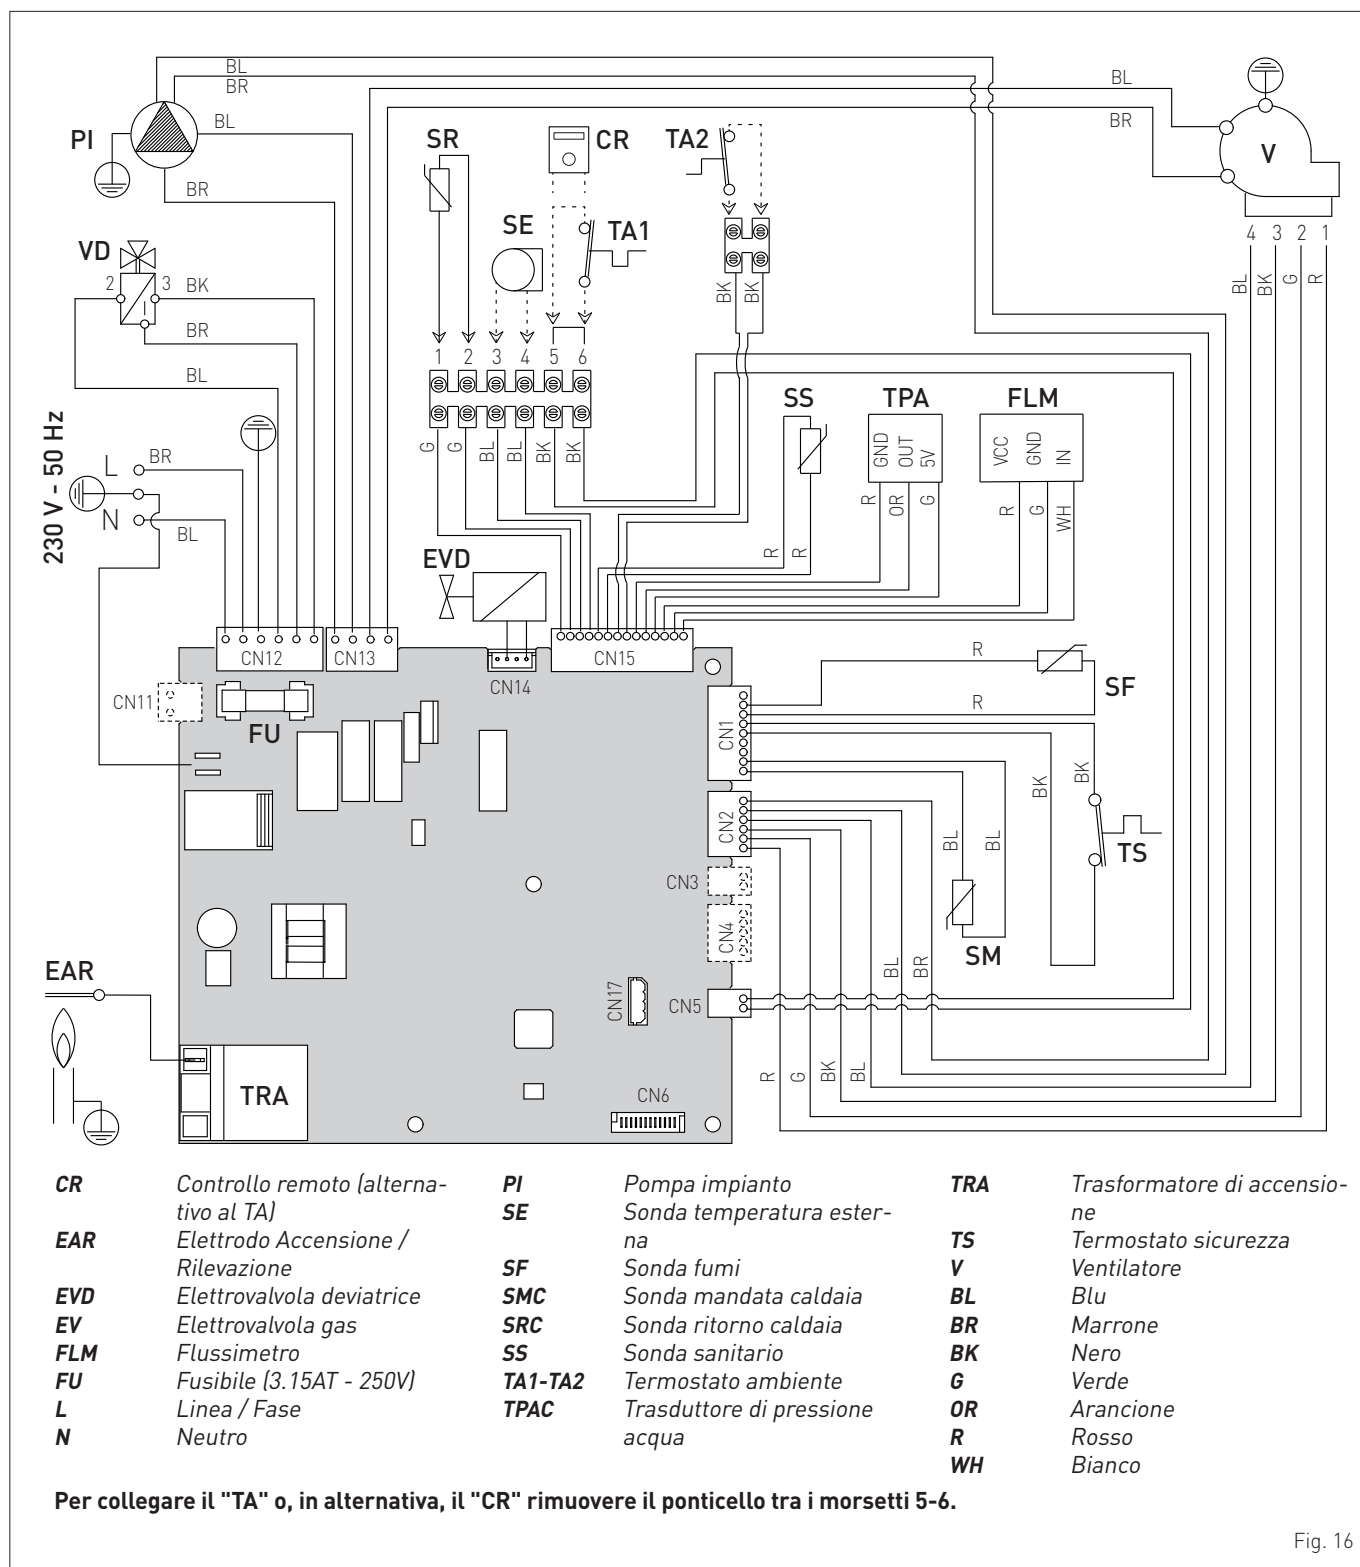 BL
BR
BL
BR
PI
BL
BR
SR
CR
TA2
V
SE
TA1
4 3 2 1
VD
2 3 BK
BR
BL
BK BK
BL BK G R
1 2 3 4 5 6
SS TPA FLM
GND OUT 5V
VCC GND IN
G G BL BL BK BK
230 V - 50 Hz
L BR
N BL
R OR G
R G WH
R R
EVD
CN12 CN13 CN14 CN15
CN11
FU
R
SF
R
CN1
BK BK
CN2
BL BL
TS
CN3
CN4
SM
BL BR
EAR
CN17
CN5
TRA
R G BK BL
CN6
CR Controllo remoto (alterna-
tivo al TA)
EAR Elettrodo Accensione /
Rilevazione
EVD Elettrovalvola deviatrice
EV Elettrovalvola gas
FLM Flussimetro
FU Fusibile (3.15AT - 250V)
L Linea / Fase
N Neutro
PI Pompa impianto
SE Sonda temperatura ester-
na
SF Sonda fumi
SMC Sonda mandata caldaia
SRC Sonda ritorno caldaia
SS Sonda sanitario
TA1-TA2 Termostato ambiente
TPAC Trasduttore di pressione
acqua
TRA Trasformatore di accensio-
ne
TS Termostato sicurezza
V Ventilatore
BL Blu
BR Marrone
BK Nero
G Verde
OR Arancione
R Rosso
WH Bianco
Per collegare il "TA" o, in alternativa, il "CR" rimuovere il ponticello tra i morsetti 5-6.
Fig. 16